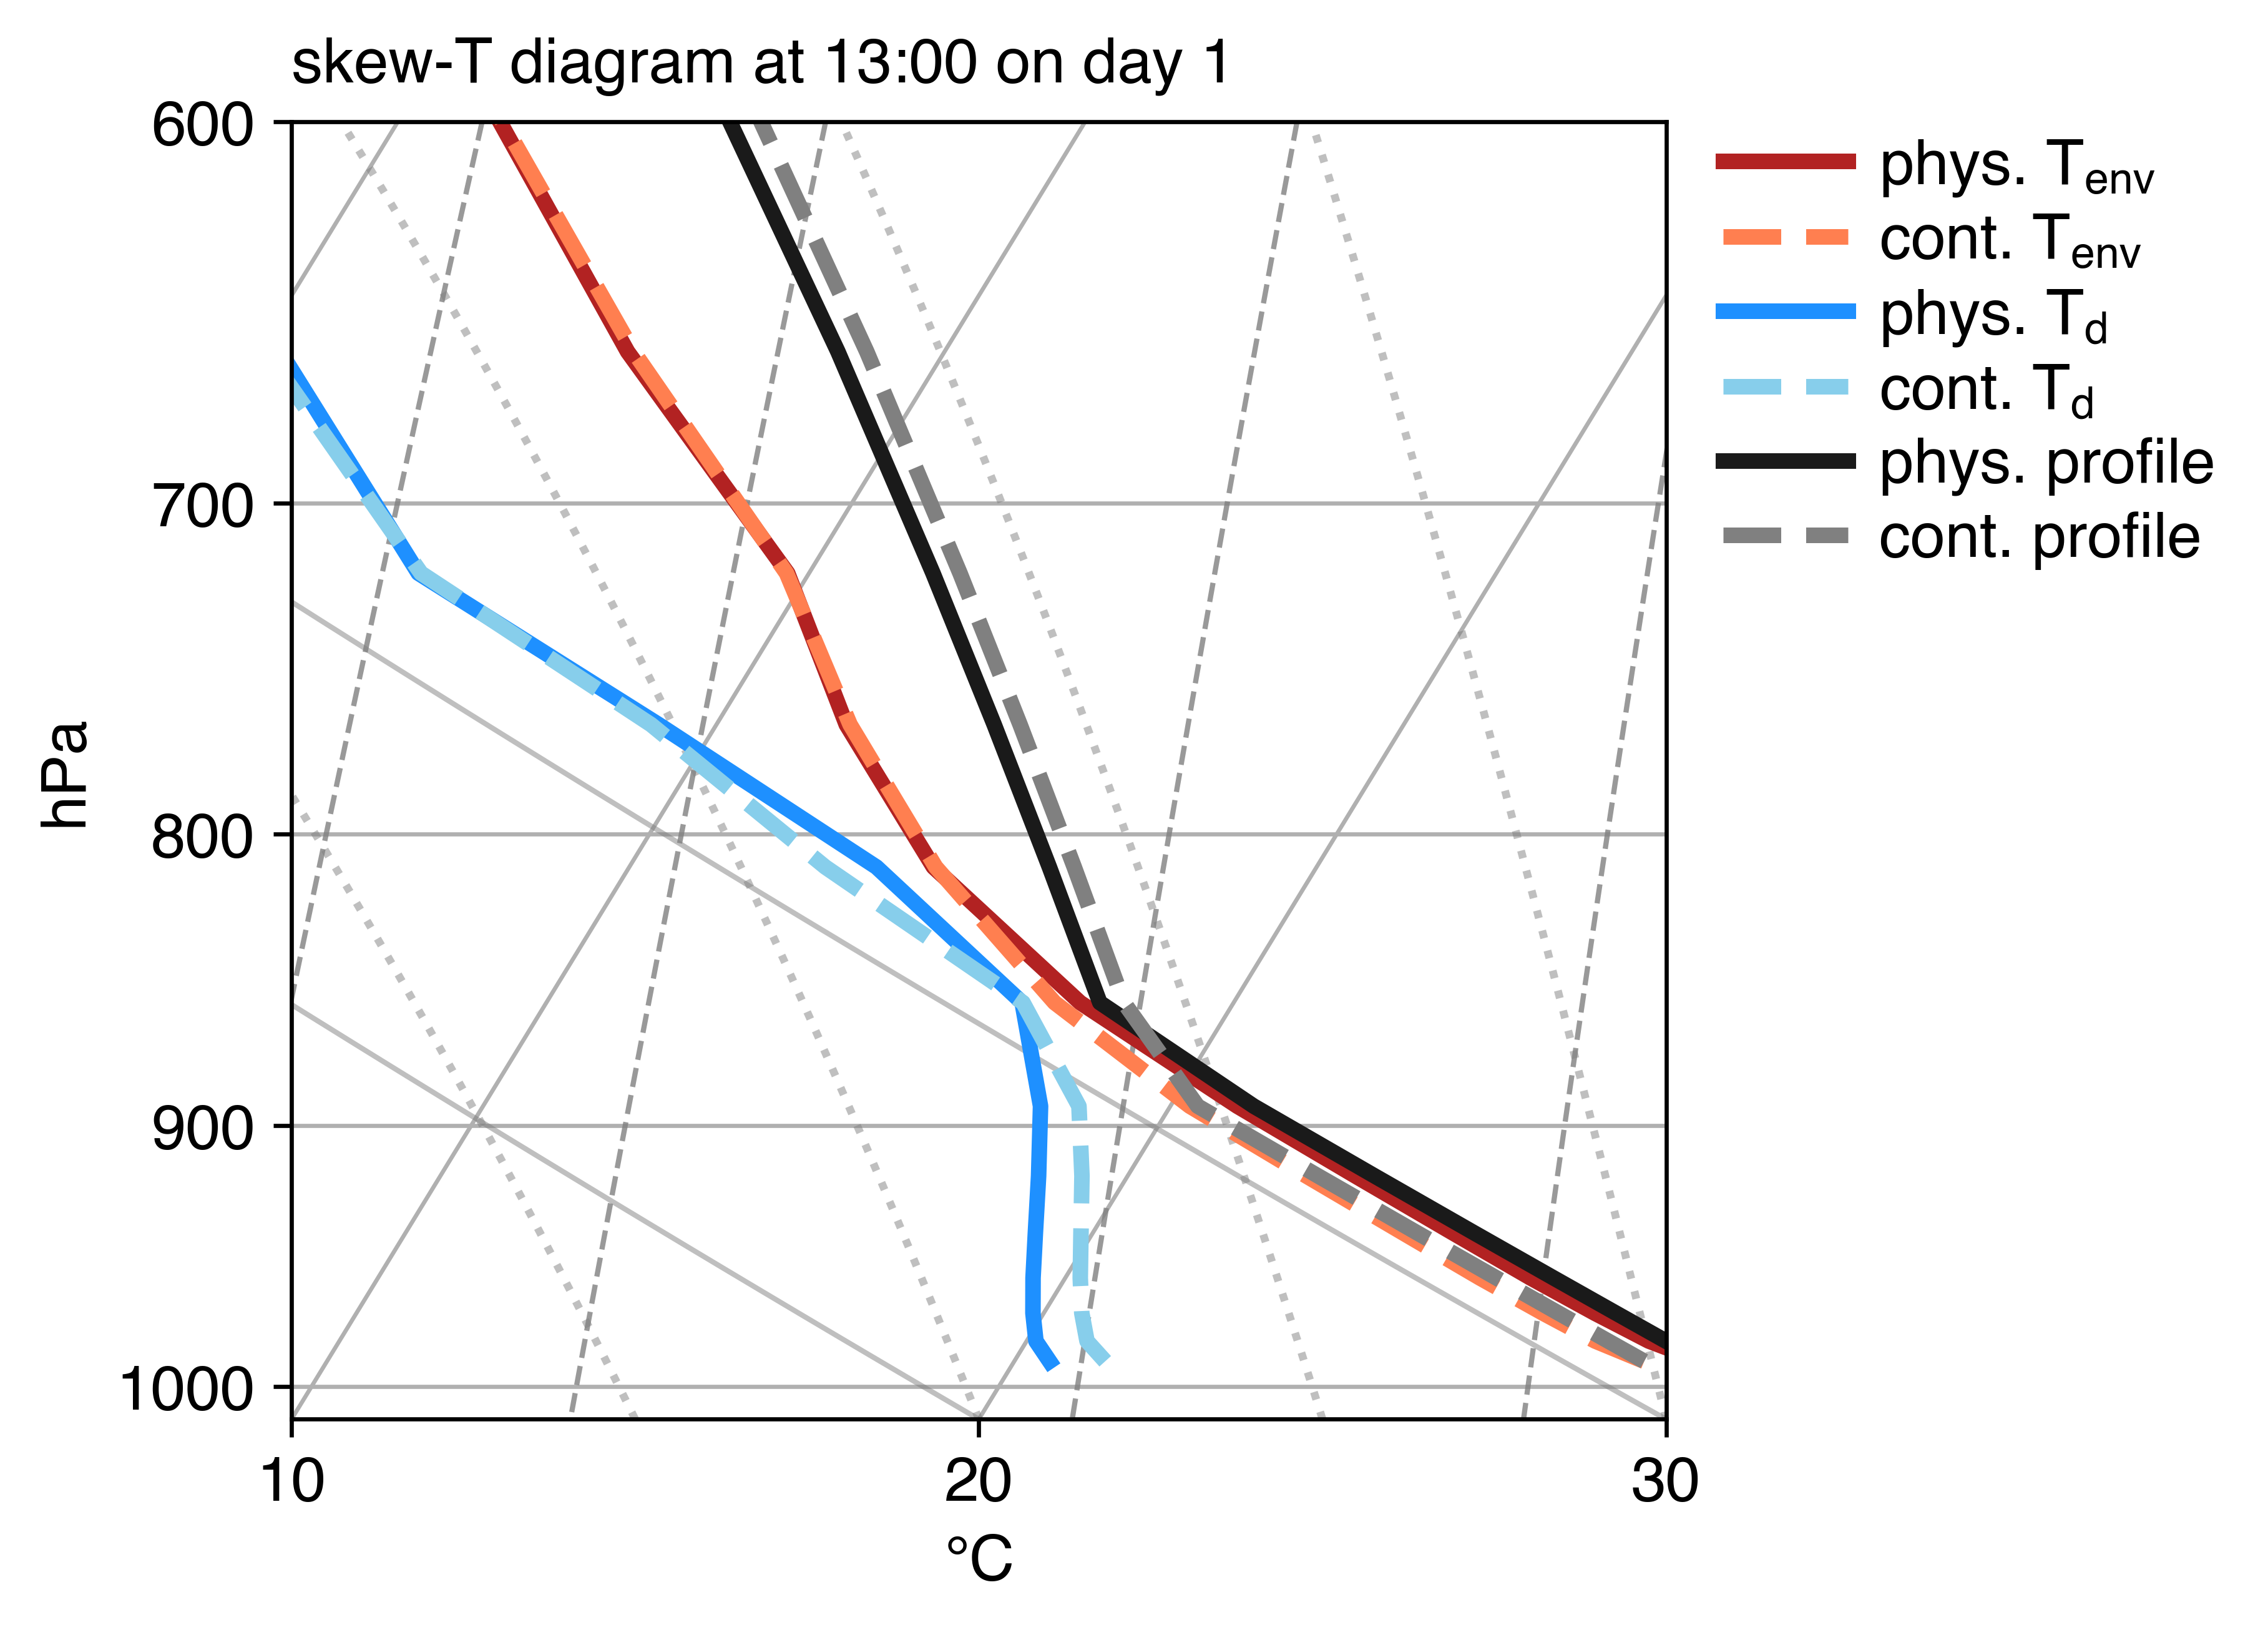 skew-T diagram at 13:00 on day 1
600
700
800
900
1000
hPa
10
20
30
°C
phys. Tenv
cont. Tenv
phys. Td
cont. Td
phys. profile
cont. profile